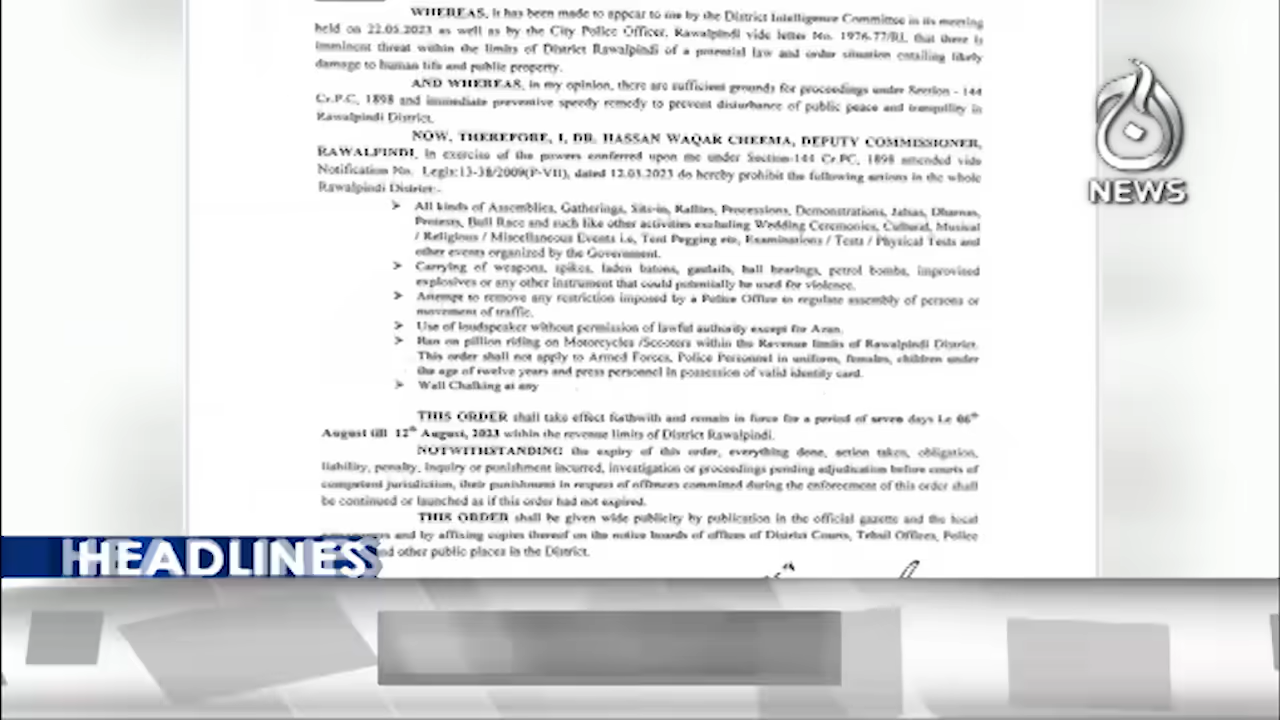 WHEREAS, it has been made to appear to me by the District Intelligence Committee in its meeting
held on 22.05.2023 as well as by the City Police Officer, Rawalpindi vide letter No. 1976-77/RI, that there is
imminent threat within the limits of District Rawalpindi of a potential law and order situation entailing likely
damage to human life and public property.
AND WHEREAS, in my opinion, there are sufficient grounds for proceedings under Section - 144
Cr.P.C, 1898 and immediate preventive speedy remedy to prevent disturbance of public peace and tranquility in
Rawalpindi District.
NOW, THEREFORE, I, DR. HASSAN WAQAR CHEEMA, DEPUTY COMMISSIONER,
RAWALPINDI, in exercise of the powers conferred upon me under Section-144 Cr.PC, 1898 amended vide
Notification No. Legis:13-38/2009(P-VII), dated 12.03.2023 do hereby prohibit the following actions in the whole
Rawalpindi District:-
➤ All kinds of Assemblies, Gatherings, Sits-in, Rallies, Processions, Demonstrations, Jalsas, Dharnas,
Protests, Bull Race and such like other activities excluding Wedding Ceremonies, Cultural, Musical
/ Religious / Miscellaneous Events i.e, Tent Pegging etc, Examinations / Tests / Physical Tests and
other events organized by the Government.
➤ Carrying of weapons, spikes, laden batons, ball bearings, petrol bombs, improvised
explosives or any other instrument that could potentially be used for violence.
➤ Attempt to remove any restriction imposed by a Police Office to regulate assembly of persons or
movement of traffic.
➤ Use of loudspeaker without permission of lawful authority except for Azan.
➤ Ban on pillion riding on Motorcycles /Scooters within the Revenue limits of Rawalpindi District.
This order shall not apply to Armed Forces, Police Personnel in uniform, females, children under
the age of twelve years and press personnel in possession of valid identity card.
➤ Wall Chalking at any
THIS ORDER shall take effect forthwith and remain in force for a period of seven days i.e 06th
August till 12th August, 2023 within the revenue limits of District Rawalpindi.
NOTWITHSTANDING the expiry of this order, everything done, action taken, obligation,
liability, penalty, inquiry or punishment incurred, investigation or proceedings pending adjudication before courts of
competent jurisdiction, their punishment in respect of offences committed during the enforcement of this order shall
be continued or launched as if this order had not expired.
THIS ORDER shall be given wide publicity by publication in the official gazette and the local
and by affixing copies thereof on the notice boards of offices of District Courts, Tehsil Offices, Police
and other public places in the District.
NEWS
HEADLINES